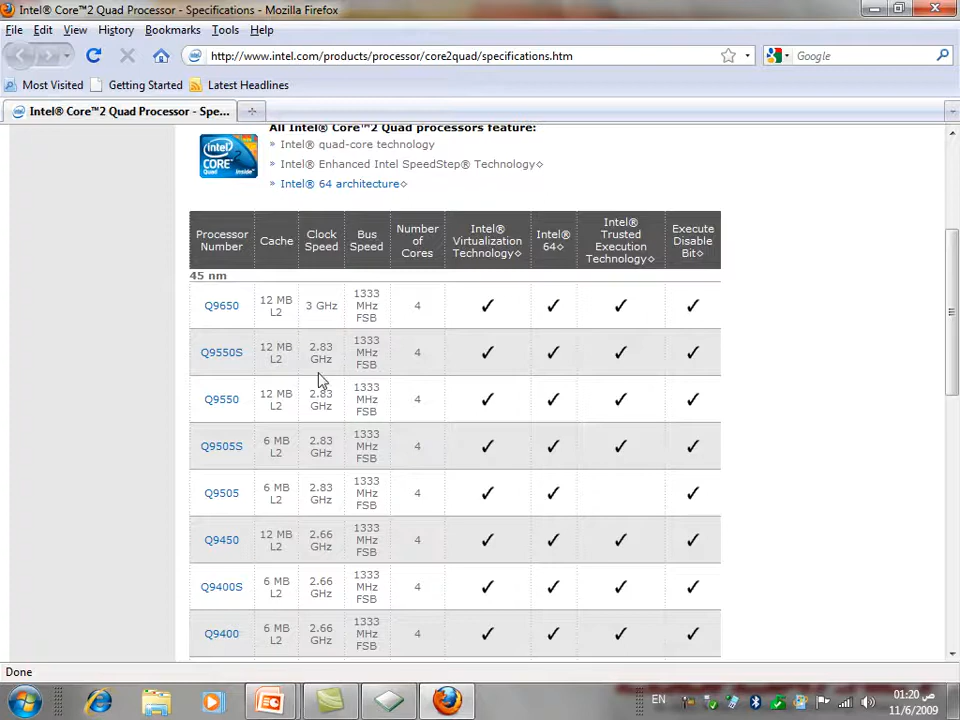 Intel® Core™2 Quad Processor - Specifications - Mozilla Firefox
File Edit View History Bookmarks Tools Help
http://www.intel.com/products/processor/core2quad/specifications.htm
Google
Most Visited Getting Started Latest Headlines
Intel® Core™2 Quad Processor - Spe...
All Intel® Core™2 Quad processors feature:
» Intel® quad-core technology
» Intel® Enhanced Intel SpeedStep® Technology◊
» Intel® 64 architecture◊
intel
CORE
Quad inside
Processor Number Cache Clock Speed Bus Speed Number of Cores Intel® Virtualization Technology◊ Intel® 64◊ Intel® Trusted Execution Technology◊ Execute Disable Bit◊
45 nm
Q9650 12 MB L2 3 GHz 1333 MHz FSB 4 ✓ ✓ ✓ ✓
Q9550S 12 MB L2 2.83 GHz 1333 MHz FSB 4 ✓ ✓ ✓ ✓
Q9550 12 MB L2 2.83 GHz 1333 MHz FSB 4 ✓ ✓ ✓ ✓
Q9505S 6 MB L2 2.83 GHz 1333 MHz FSB 4 ✓ ✓ ✓ ✓
Q9505 6 MB L2 2.83 GHz 1333 MHz FSB 4 ✓ ✓ ✓
Q9450 12 MB L2 2.66 GHz 1333 MHz FSB 4 ✓ ✓ ✓ ✓
Q9400S 6 MB L2 2.66 GHz 1333 MHz FSB 4 ✓ ✓ ✓ ✓
Q9400 6 MB L2 2.66 GHz 1333 MHz FSB 4 ✓ ✓ ✓ ✓
Done
EN
01:20 ص
11/6/2009